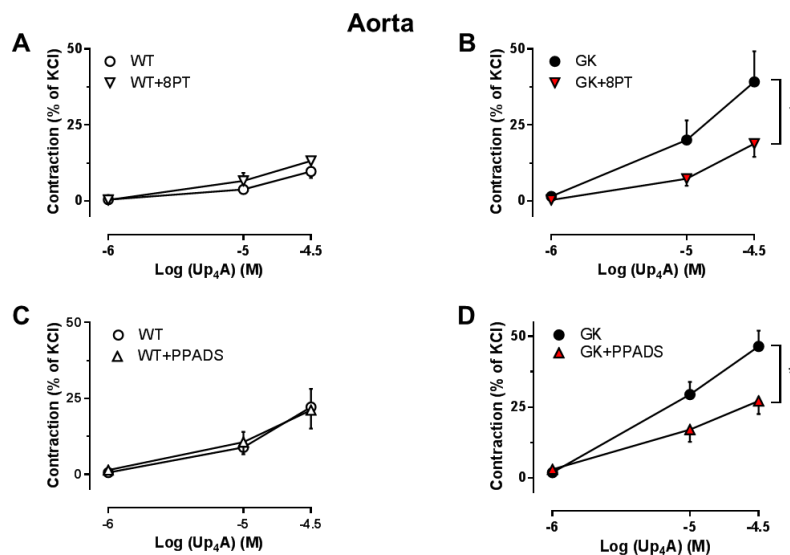 Aorta
A
WT
WT+8PT
Contraction (% of KCl)
50
25
0
-6
-5
-4.5
Log (Up₄A) (M)
B
GK
GK+8PT
Contraction (% of KCl)
50
25
0
-6
-5
-4.5
Log (Up₄A) (M)
C
WT
WT+PPADS
Contraction (% of KCl)
50
25
0
-6
-5
-4.5
Log (Up₄A) (M)
D
GK
GK+PPADS
Contraction (% of KCl)
50
25
0
-6
-5
-4.5
Log (Up₄A) (M)